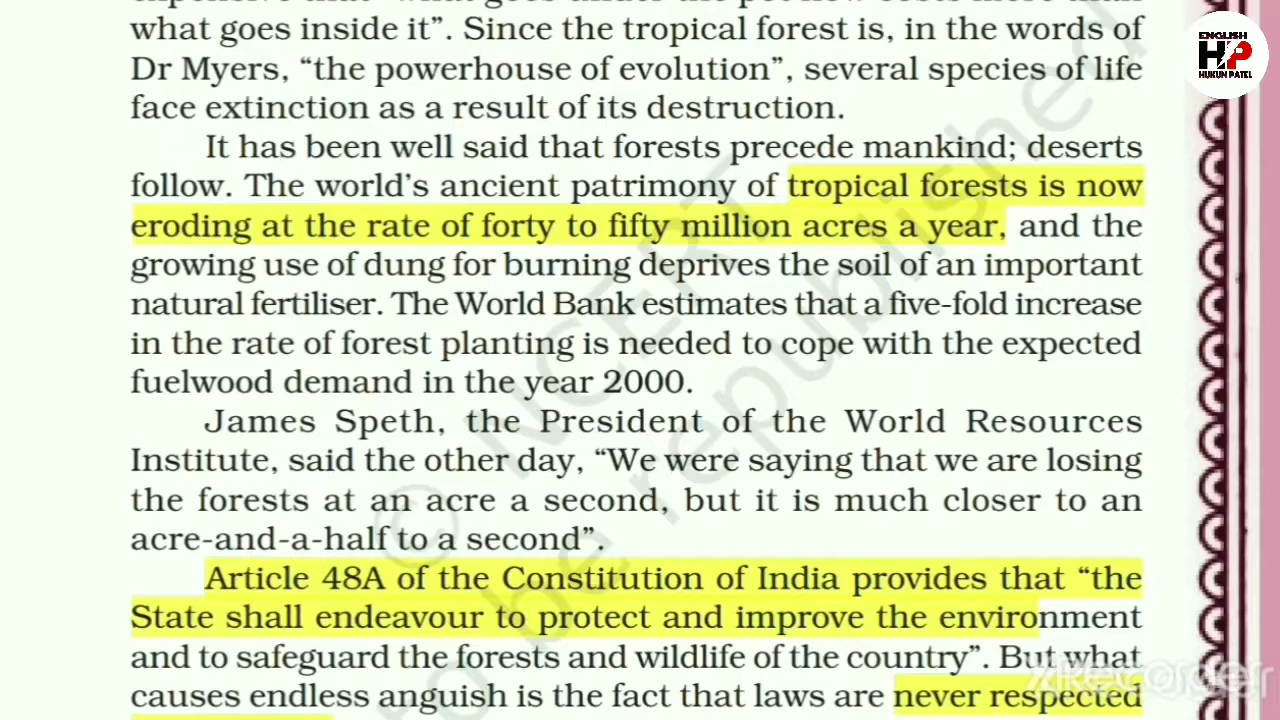 what goes inside it”. Since the tropical forest is, in the words of
Dr Myers, “the powerhouse of evolution”, several species of life
face extinction as a result of its destruction.
It has been well said that forests precede mankind; deserts
follow. The world’s ancient patrimony of tropical forests is now
eroding at the rate of forty to fifty million acres a year, and the
growing use of dung for burning deprives the soil of an important
natural fertiliser. The World Bank estimates that a five-fold increase
in the rate of forest planting is needed to cope with the expected
fuelwood demand in the year 2000.
James Speth, the President of the World Resources
Institute, said the other day, “We were saying that we are losing
the forests at an acre a second, but it is much closer to an
acre-and-a-half to a second”.
Article 48A of the Constitution of India provides that “the
State shall endeavour to protect and improve the environment
and to safeguard the forests and wildlife of the country”. But what
causes endless anguish is the fact that laws are never respected
ENGLISH
HP
HUKUN PATEL
© NCERT
to be republished
XRecorder